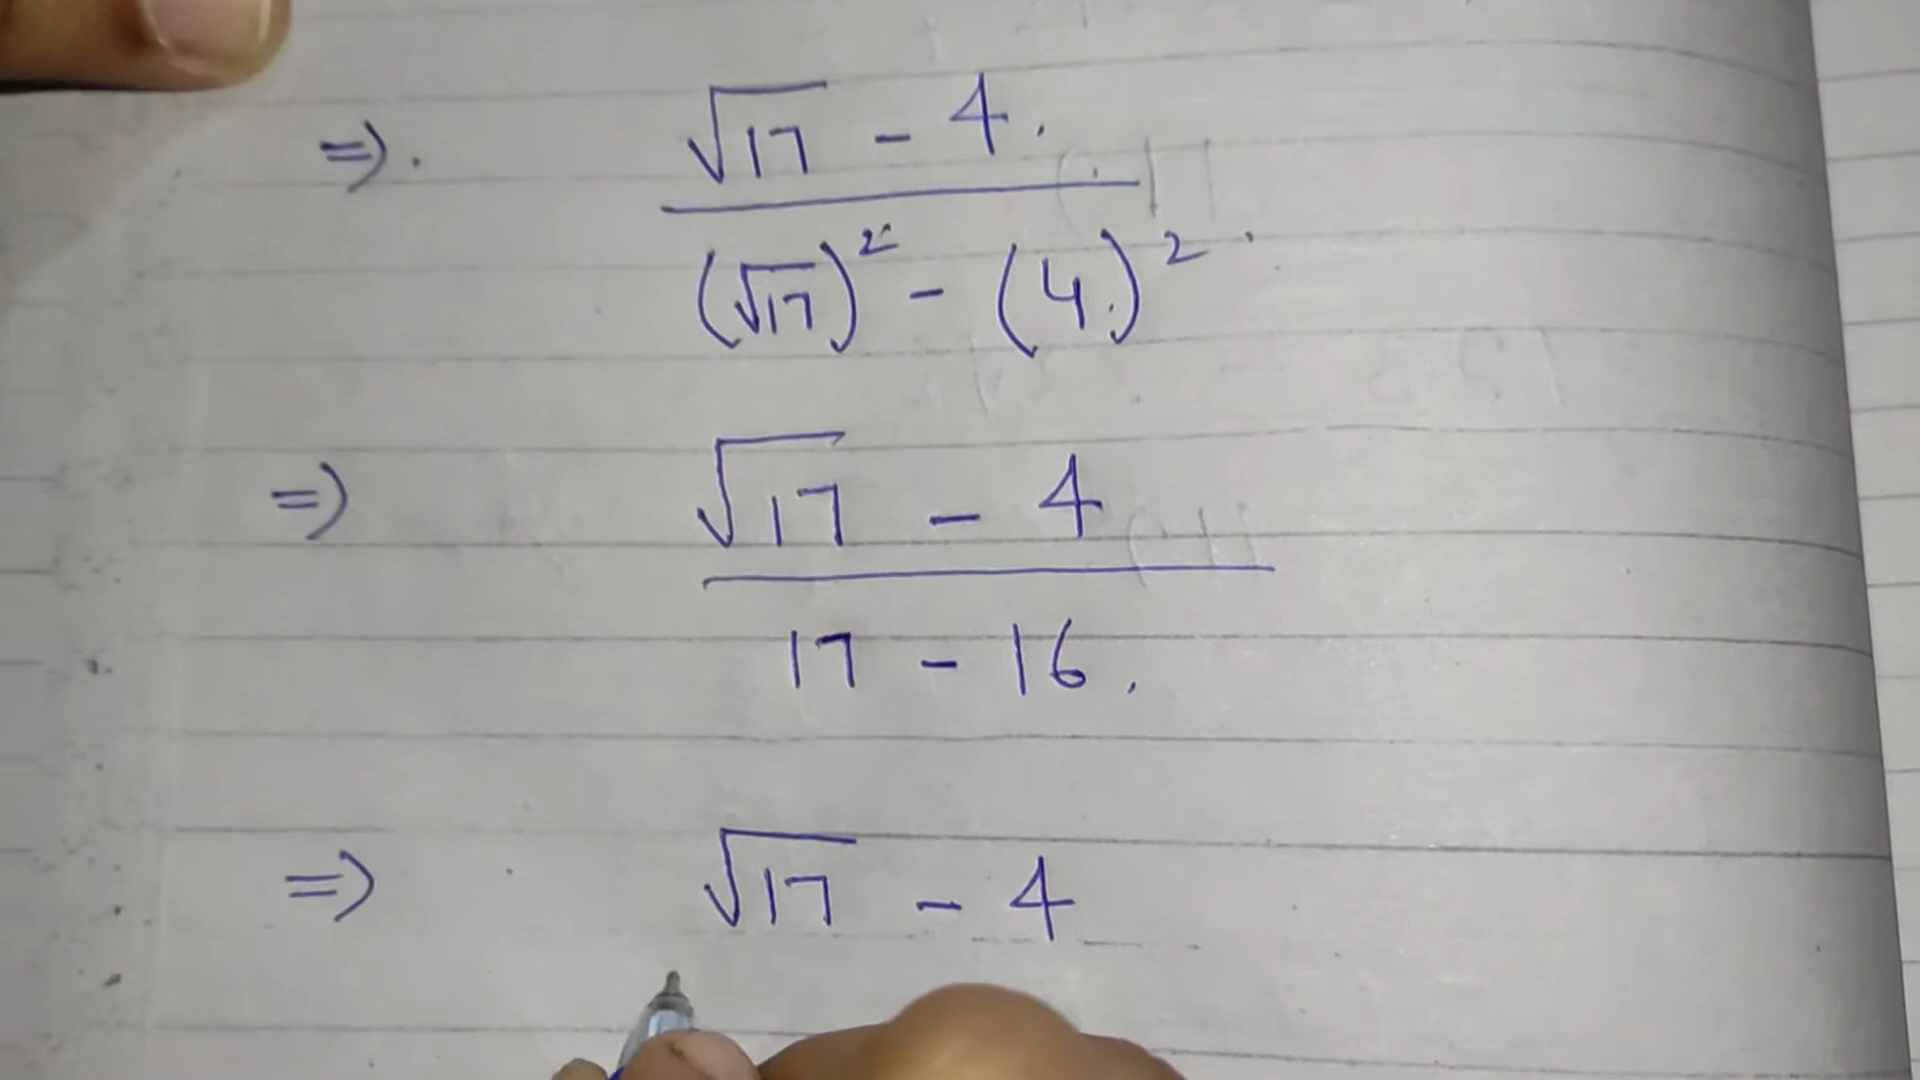 ⇒. √17 - 4.
(√17)² - (4.)².
⇒ √17 - 4
17 - 16.
⇒ √17 - 4